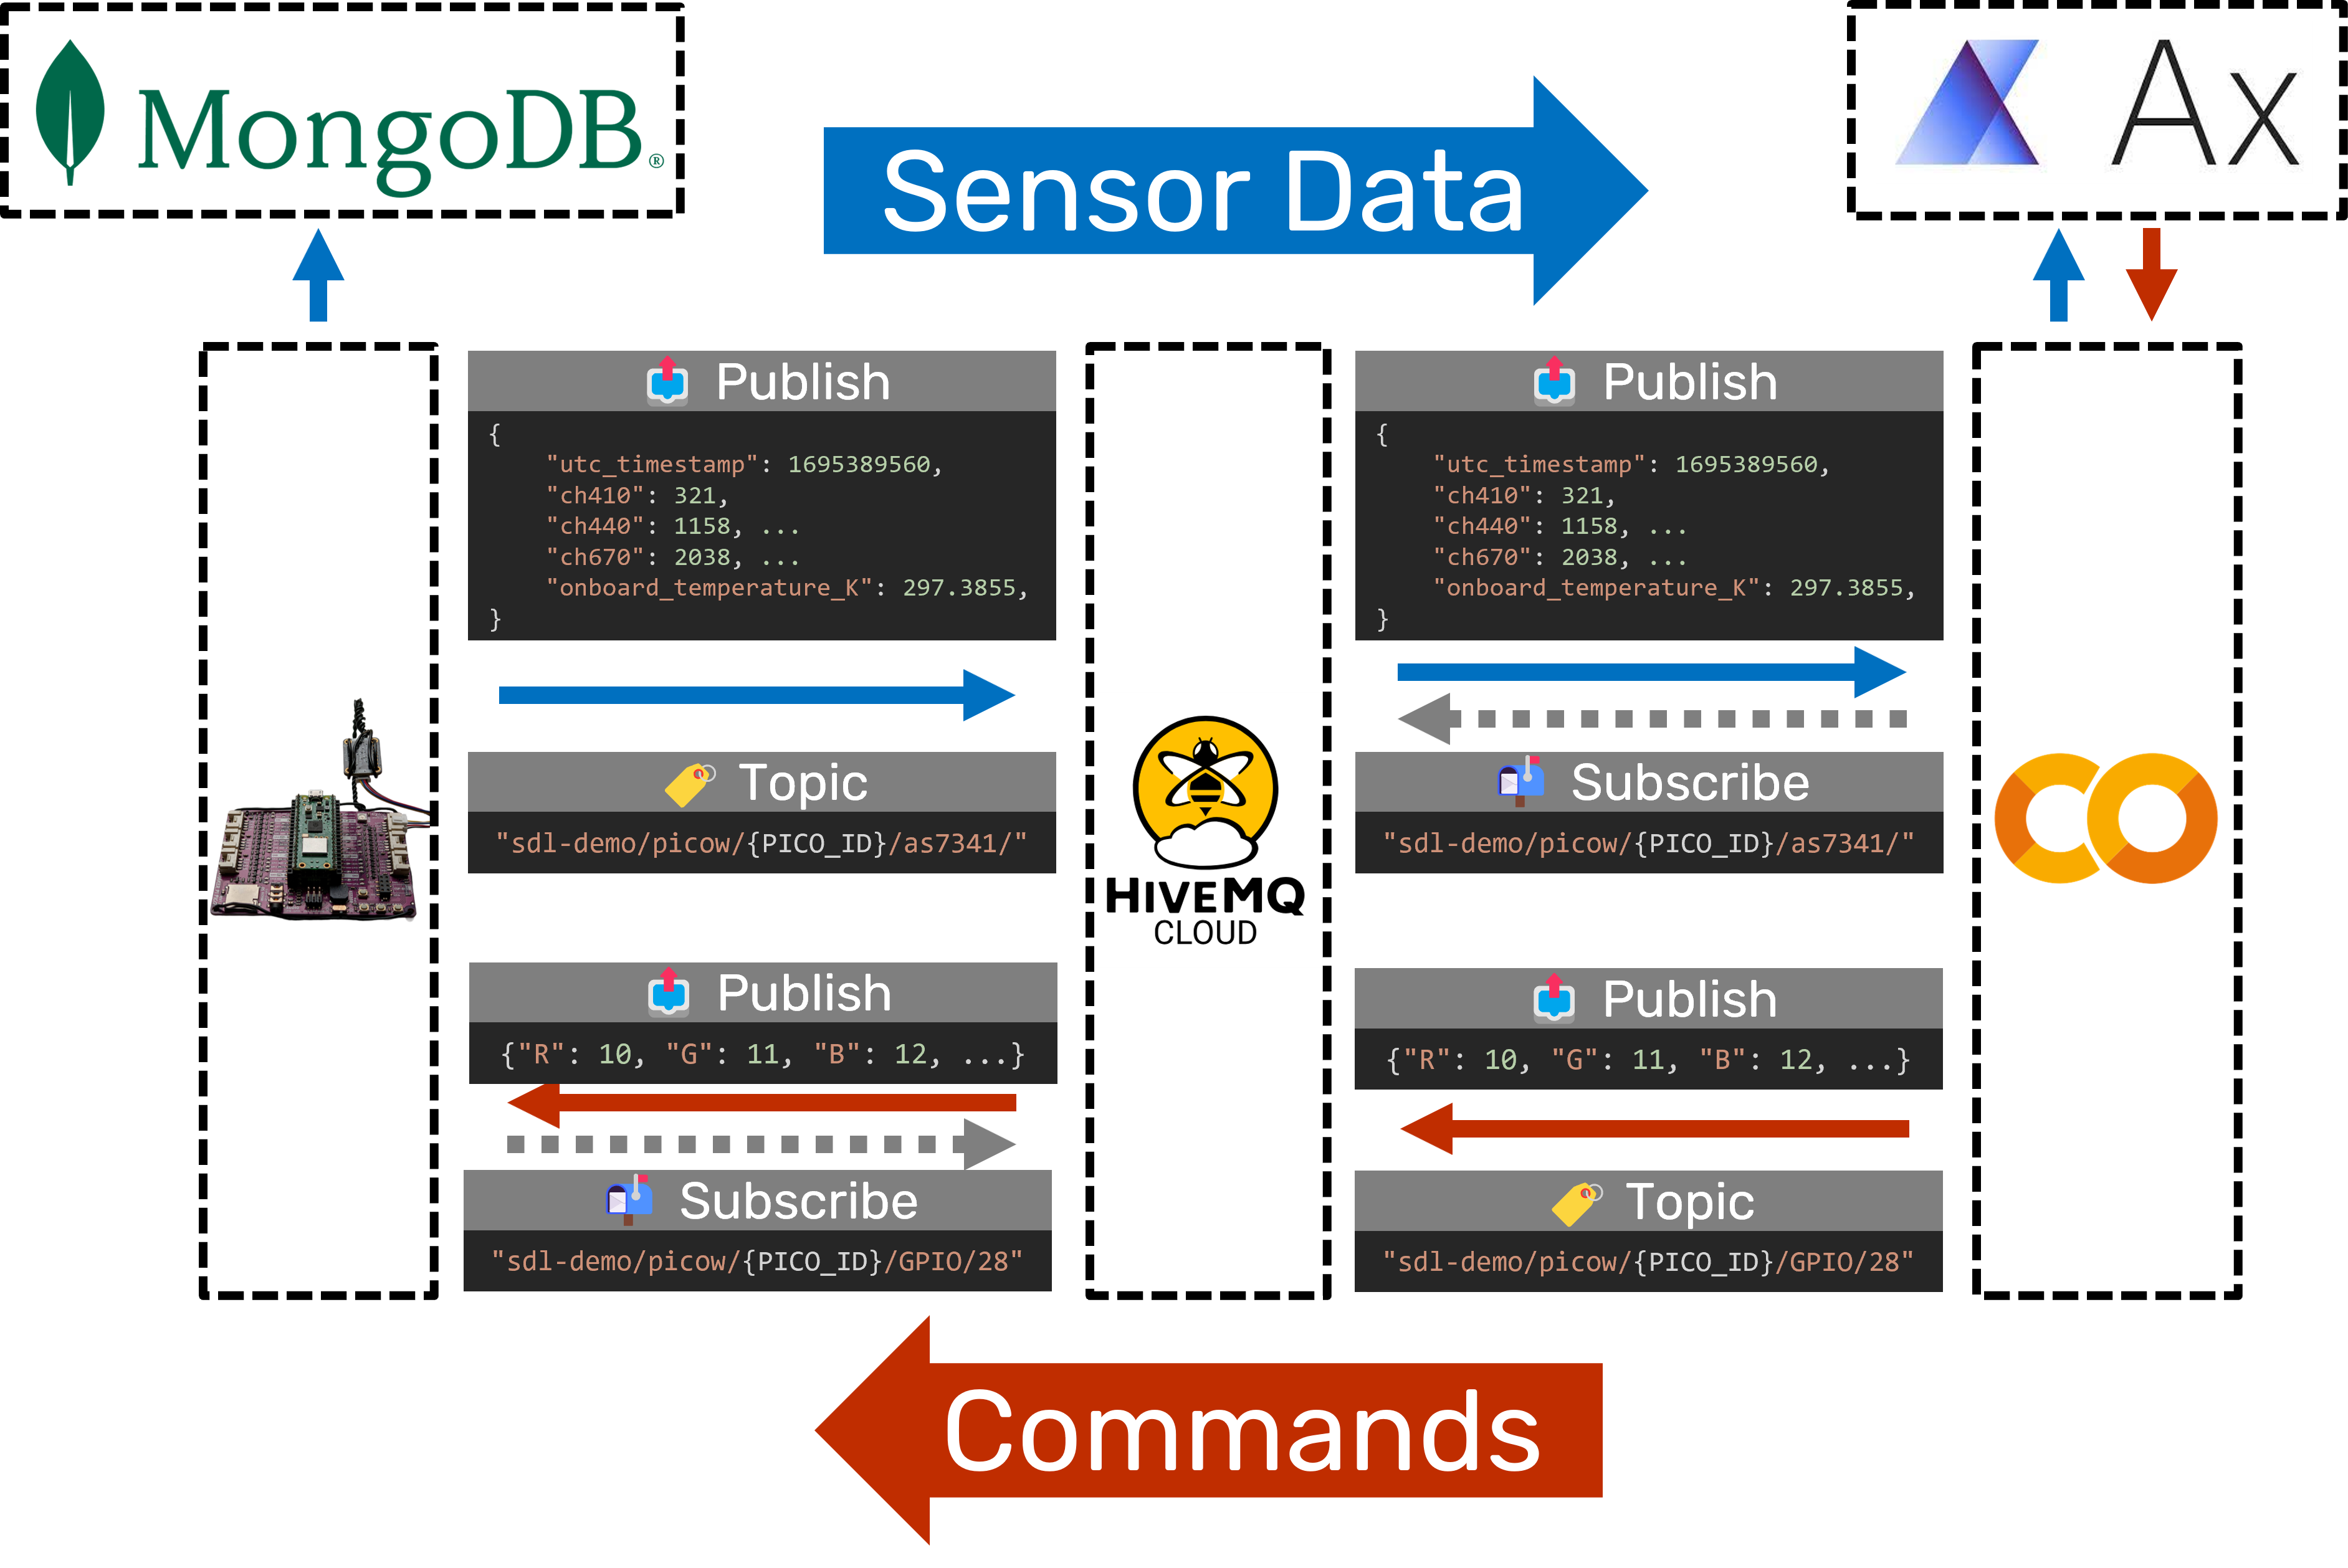 MongoDB®
Sensor Data
Ax
Publish
{
"utc_timestamp": 1695389560,
"ch410": 321,
"ch440": 1158, ...
"ch670": 2038, ...
"onboard_temperature_K": 297.3855,
}
Topic
"sdl-demo/picow/{PICO_ID}/as7341/"
Publish
{"R": 10, "G": 11, "B": 12, ...}
Subscribe
"sdl-demo/picow/{PICO_ID}/GPIO/28"
HIVEMQ
CLOUD
Publish
{
"utc_timestamp": 1695389560,
"ch410": 321,
"ch440": 1158, ...
"ch670": 2038, ...
"onboard_temperature_K": 297.3855,
}
Subscribe
"sdl-demo/picow/{PICO_ID}/as7341/"
Publish
{"R": 10, "G": 11, "B": 12, ...}
Topic
"sdl-demo/picow/{PICO_ID}/GPIO/28"
CO
Commands